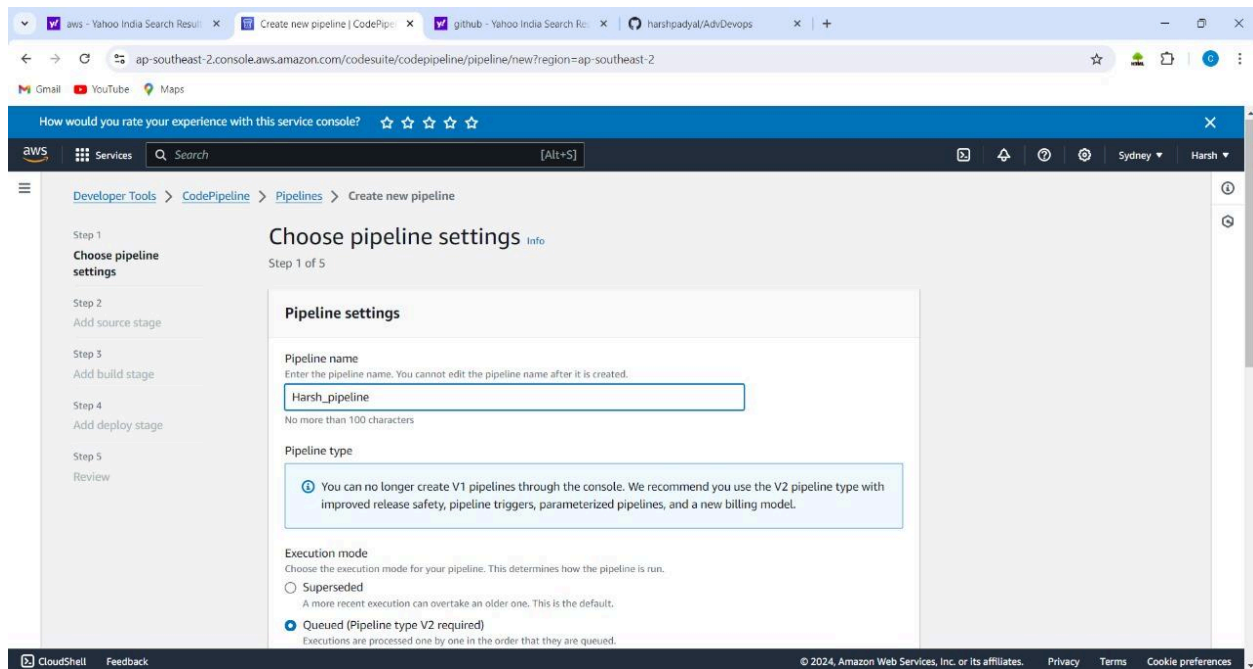 aws - Yahoo India Search Result
Create new pipeline | CodePipe
github - Yahoo India Search Re
harshpadyal/AdvDevops
ap-southeast-2.console.aws.amazon.com/codesuite/codepipeline/pipeline/new?region=ap-southeast-2
C
Gmail YouTube Maps
How would you rate your experience with this service console?
aws Services Search [Alt+S] Sydney Harsh
Developer Tools > CodePipeline > Pipelines > Create new pipeline
Step 1
Choose pipeline
settings
Step 2
Add source stage
Step 3
Add build stage
Step 4
Add deploy stage
Step 5
Review
Choose pipeline settings Info
Step 1 of 5
Pipeline settings
Pipeline name
Enter the pipeline name. You cannot edit the pipeline name after it is created.
Harsh_pipeline
No more than 100 characters
Pipeline type
You can no longer create V1 pipelines through the console. We recommend you use the V2 pipeline type with
improved release safety, pipeline triggers, parameterized pipelines, and a new billing model.
Execution mode
Choose the execution mode for your pipeline. This determines how the pipeline is run.
Superseded
A more recent execution can overtake an older one. This is the default.
Queued (Pipeline type V2 required)
Executions are processed one by one in the order that they are queued.
CloudShell Feedback © 2024, Amazon Web Services, Inc. or its affiliates. Privacy Terms Cookie preferences